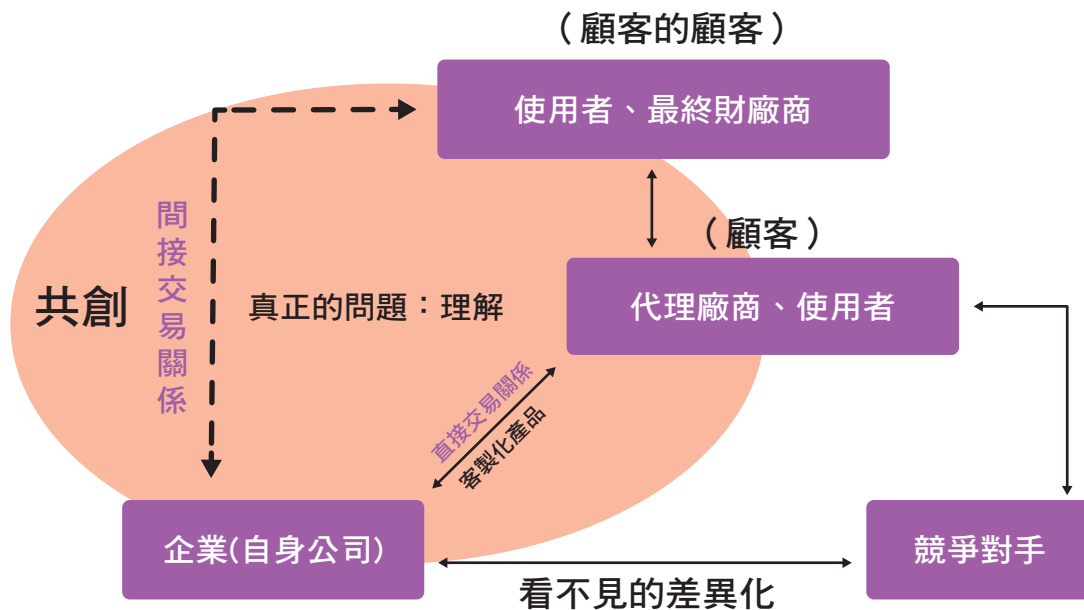 （顧客的顧客）
使用者、最終財廠商
間接交易關係
（顧客）
共創
真正的問題：理解
代理廠商、使用者
直接交易關係
客製化產品
企業(自身公司)
競爭對手
看不見的差異化